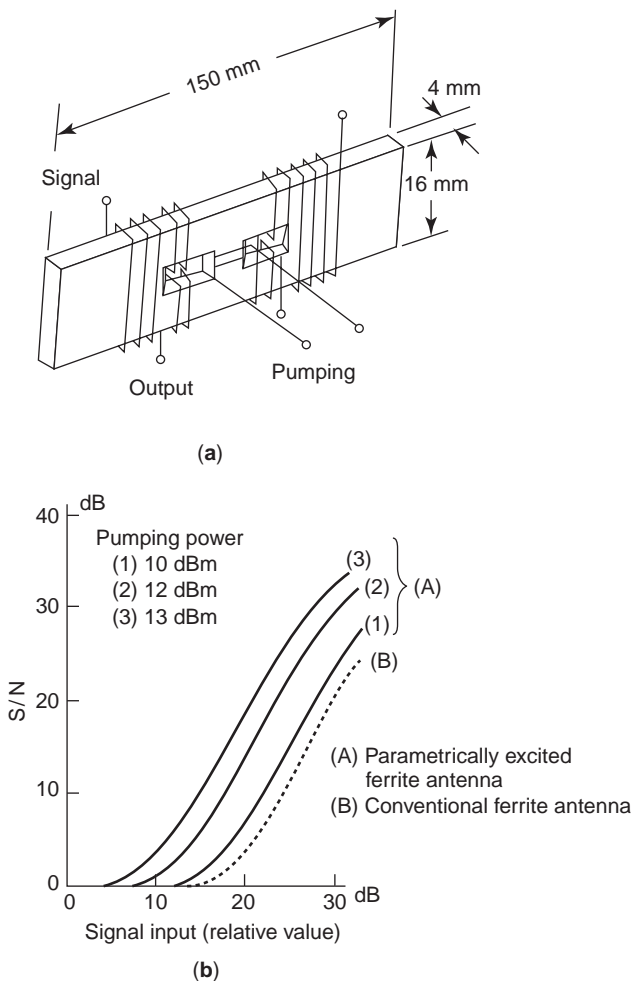 150 mm
4 mm
Signal
16 mm
Output
Pumping
(a)
dB
40
Pumping power
(1) 10 dBm
(2) 12 dBm
(3) 13 dBm
30
(3)
(2)
(A)
(1)
(B)
S/N
20
(A) Parametrically excited
ferrite antenna
(B) Conventional ferrite antenna
10
0
0 10 20 30 dB
Signal input (relative value)
(b)